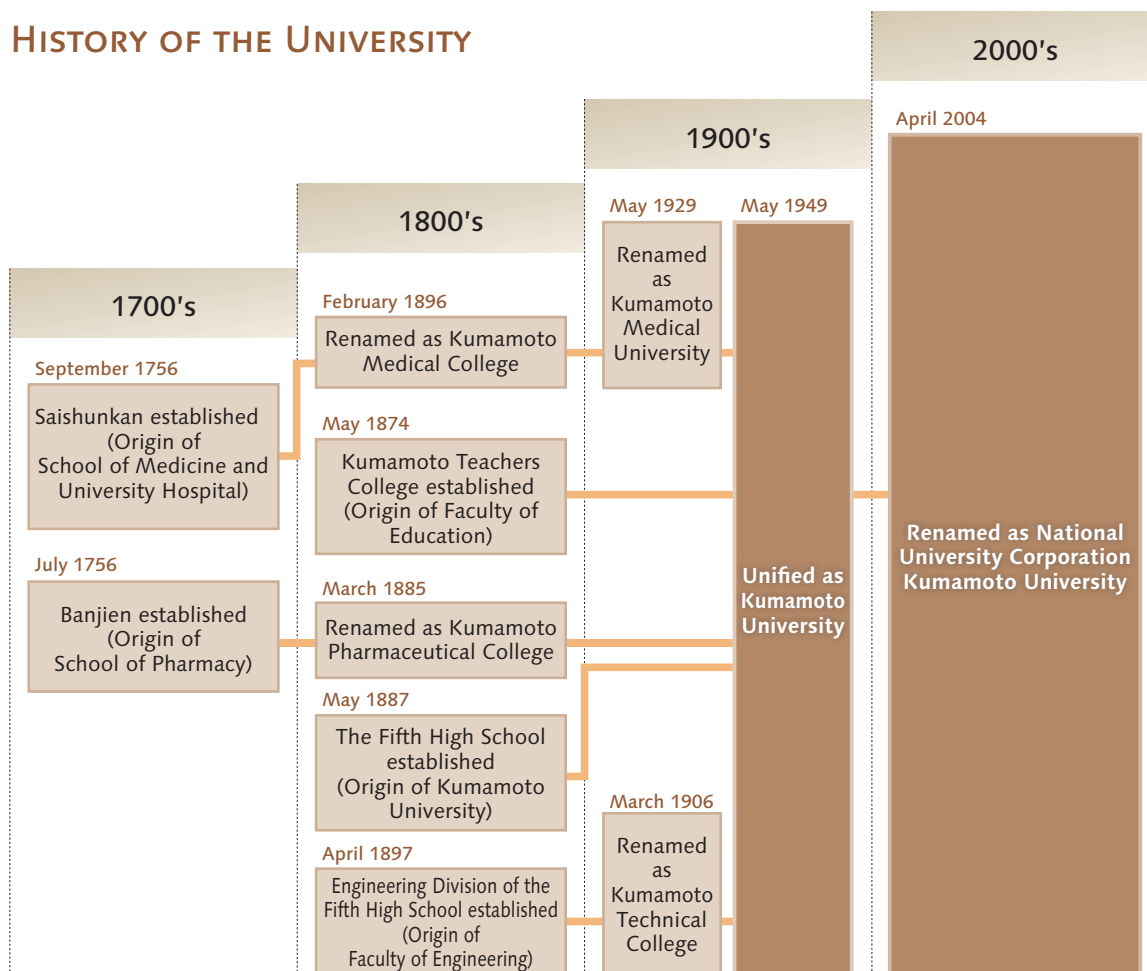 HISTORY OF THE UNIVERSITY
1700's
September 1756
Saishunkan established
(Origin of
School of Medicine and
University Hospital)
July 1756
Banjien established
(Origin of
School of Pharmacy)
1800's
February 1896
Renamed as Kumamoto
Medical College
May 1874
Kumamoto Teachers
College established
(Origin of Faculty of
Education)
March 1885
Renamed as Kumamoto
Pharmaceutical College
May 1887
The Fifth High School
established
(Origin of Kumamoto
University)
April 1897
Engineering Division of the
Fifth High School established
(Origin of
Faculty of Engineering)
1900's
May 1929
Renamed
as
Kumamoto
Medical
University
March 1906
Renamed
as
Kumamoto
Technical
College
May 1949
Unified as
Kumamoto
University
2000's
April 2004
Renamed as National
University Corporation
Kumamoto University